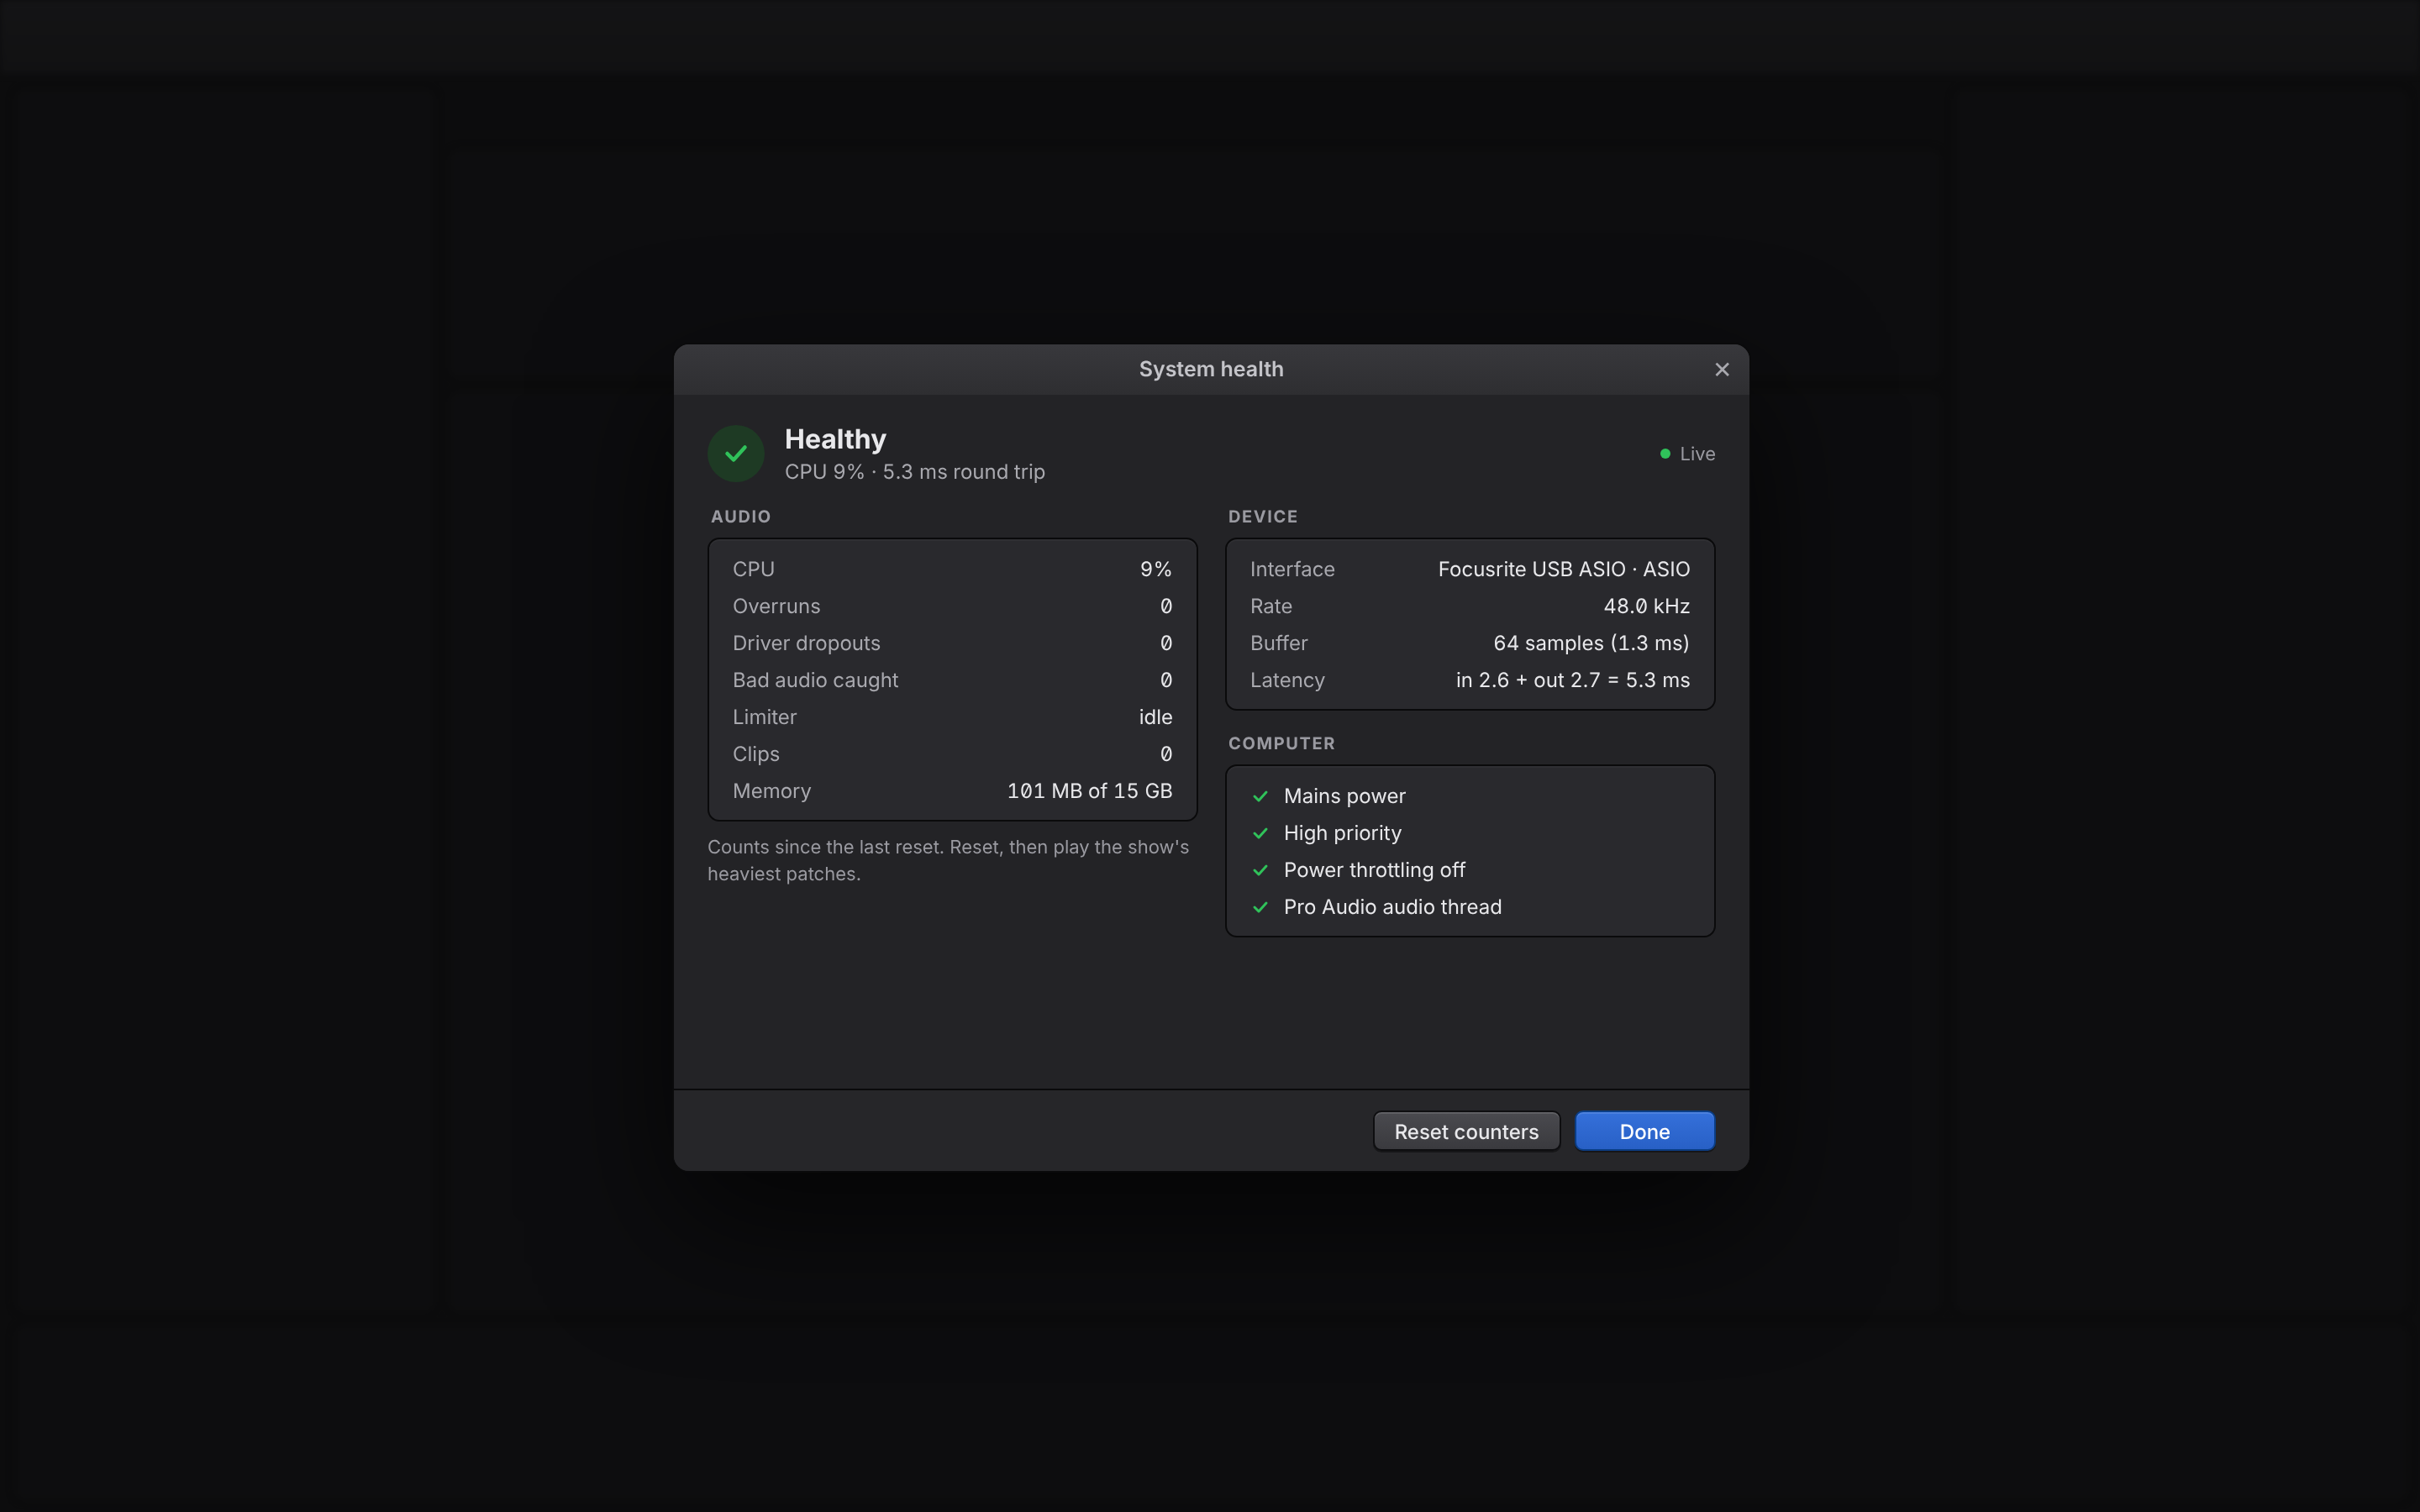 System health
Healthy
CPU 9% · 5.3 ms round trip
Live
AUDIO
CPU 9%
Overruns 0
Driver dropouts 0
Bad audio caught 0
Limiter idle
Clips 0
Memory 101 MB of 15 GB
Counts since the last reset. Reset, then play the show's
heaviest patches.
DEVICE
Interface Focusrite USB ASIO · ASIO
Rate 48.0 kHz
Buffer 64 samples (1.3 ms)
Latency in 2.6 + out 2.7 = 5.3 ms
COMPUTER
Mains power
High priority
Power throttling off
Pro Audio audio thread
Reset counters
Done